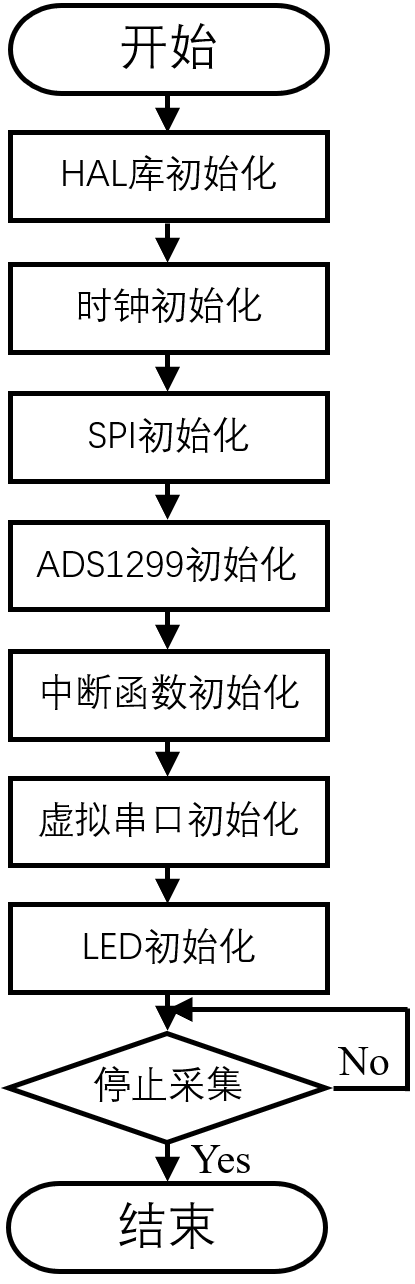 开始
HAL库初始化
时钟初始化
SPI初始化
ADS1299初始化
中断函数初始化
虚拟串口初始化
LED初始化
停止采集
No
Yes
结束